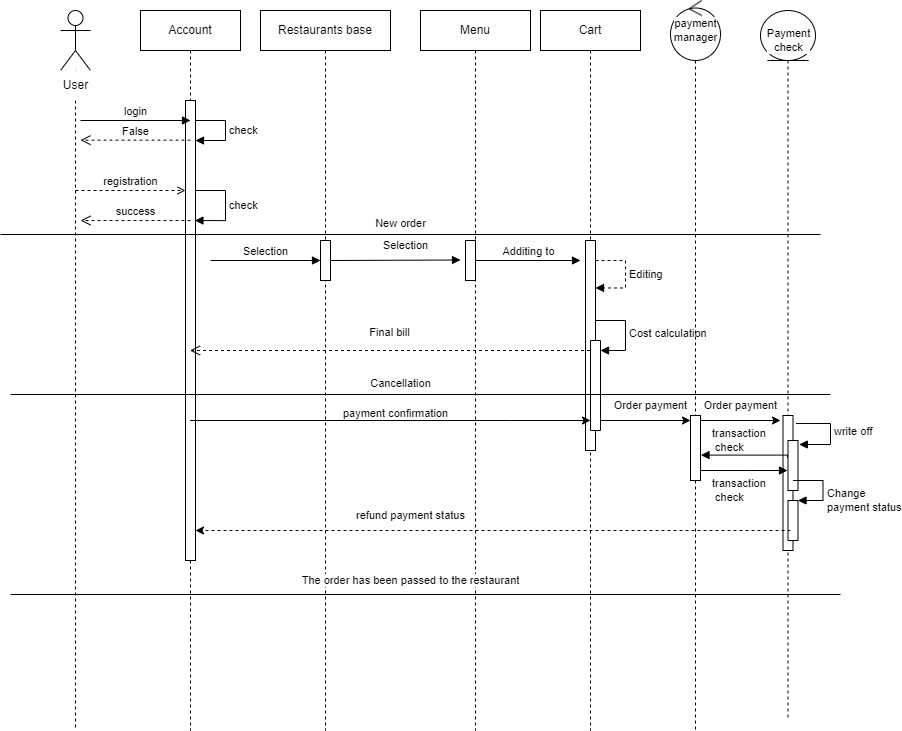 Account
Restaurants base
Menu
Cart
payment
manager
Payment
check
User
login
False
check
registration
success
check
New order
Selection
Selection
Additing to
Editing
Final bill
Cost calculation
Cancellation
payment confirmation
Order payment
Order payment
write off
transaction
check
transaction
check
Change
payment status
refund payment status
The order has been passed to the restaurant